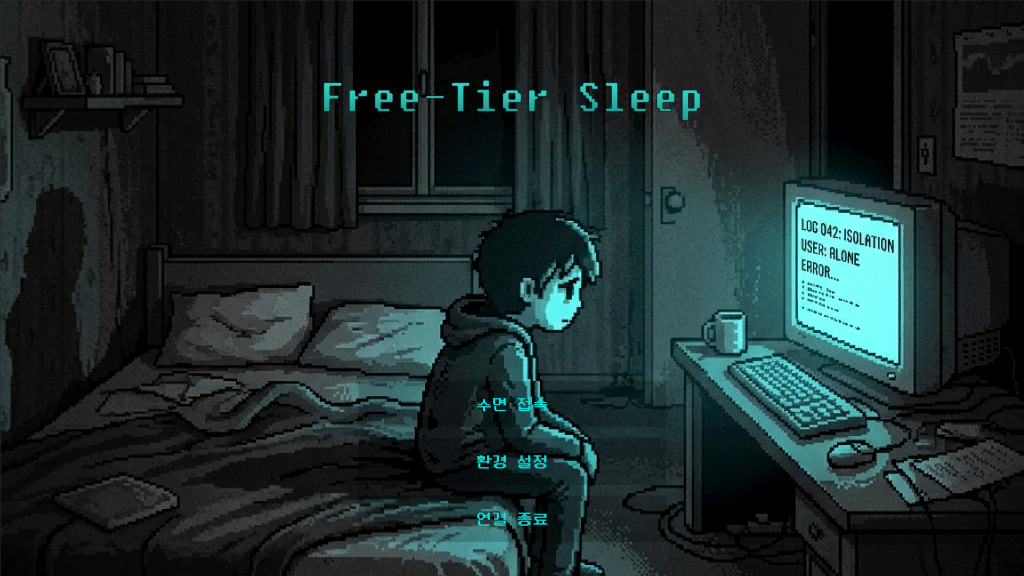 Free-Tier Sleep
LOG 042: ISOLATION
USER: ALONE
ERROR...
수면 접속
환경 설정
연결 종료